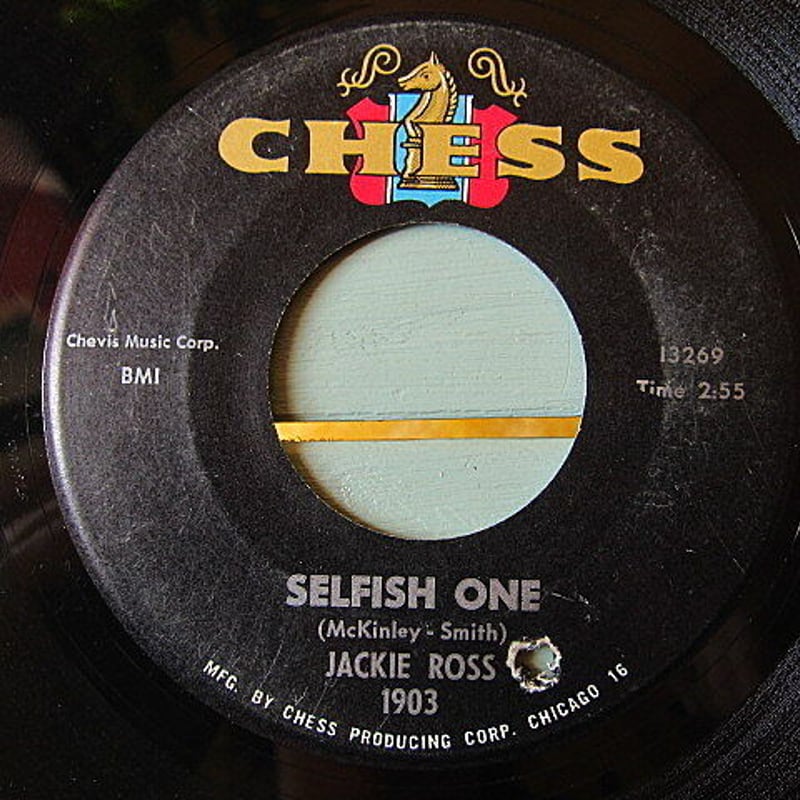 CHESS
Chevis Music Corp.
BMI
13269
Time 2:55
SELFISH ONE
(McKinley - Smith)
JACKIE ROSS
1903
MFG. BY CHESS PRODUCING CORP. CHICAGO 16